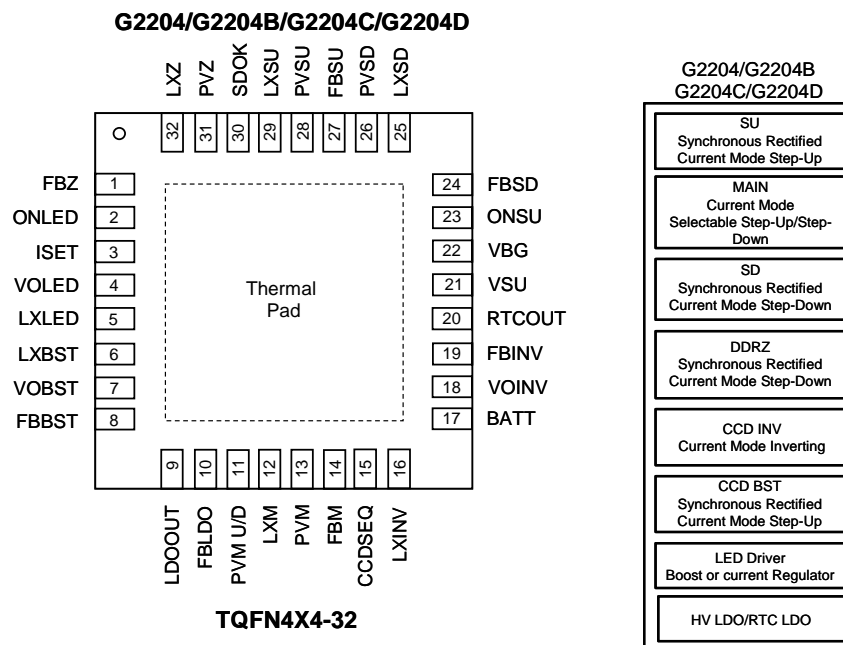 G2204/G2204B/G2204C/G2204D
LXZ
PVZ
SDOK
LXSU
PVSU
FBSU
PVSD
LXSD
32
31
30
29
28
27
26
25
FBZ 1
ONLED 2
ISET 3
VOLED 4
LXLED 5
LXBST 6
VOBST 7
FBBST 8
Thermal
Pad
24 FBSD
23 ONSU
22 VBG
21 VSU
20 RTCOUT
19 FBINV
18 VOINV
17 BATT
9
10
11
12
13
14
15
16
LDOOUT
FBLDO
PVM U/D
LXM
PVM
FBM
CCDSEQ
LXINV
TQFN4X4-32
G2204/G2204B
G2204C/G2204D
SU
Synchronous Rectified
Current Mode Step-Up
MAIN
Current Mode
Selectable Step-Up/Step-
Down
SD
Synchronous Rectified
Current Mode Step-Down
DDRZ
Synchronous Rectified
Current Mode Step-Down
CCD INV
Current Mode Inverting
CCD BST
Synchronous Rectified
Current Mode Step-Up
LED Driver
Boost or current Regulator
HV LDO/RTC LDO